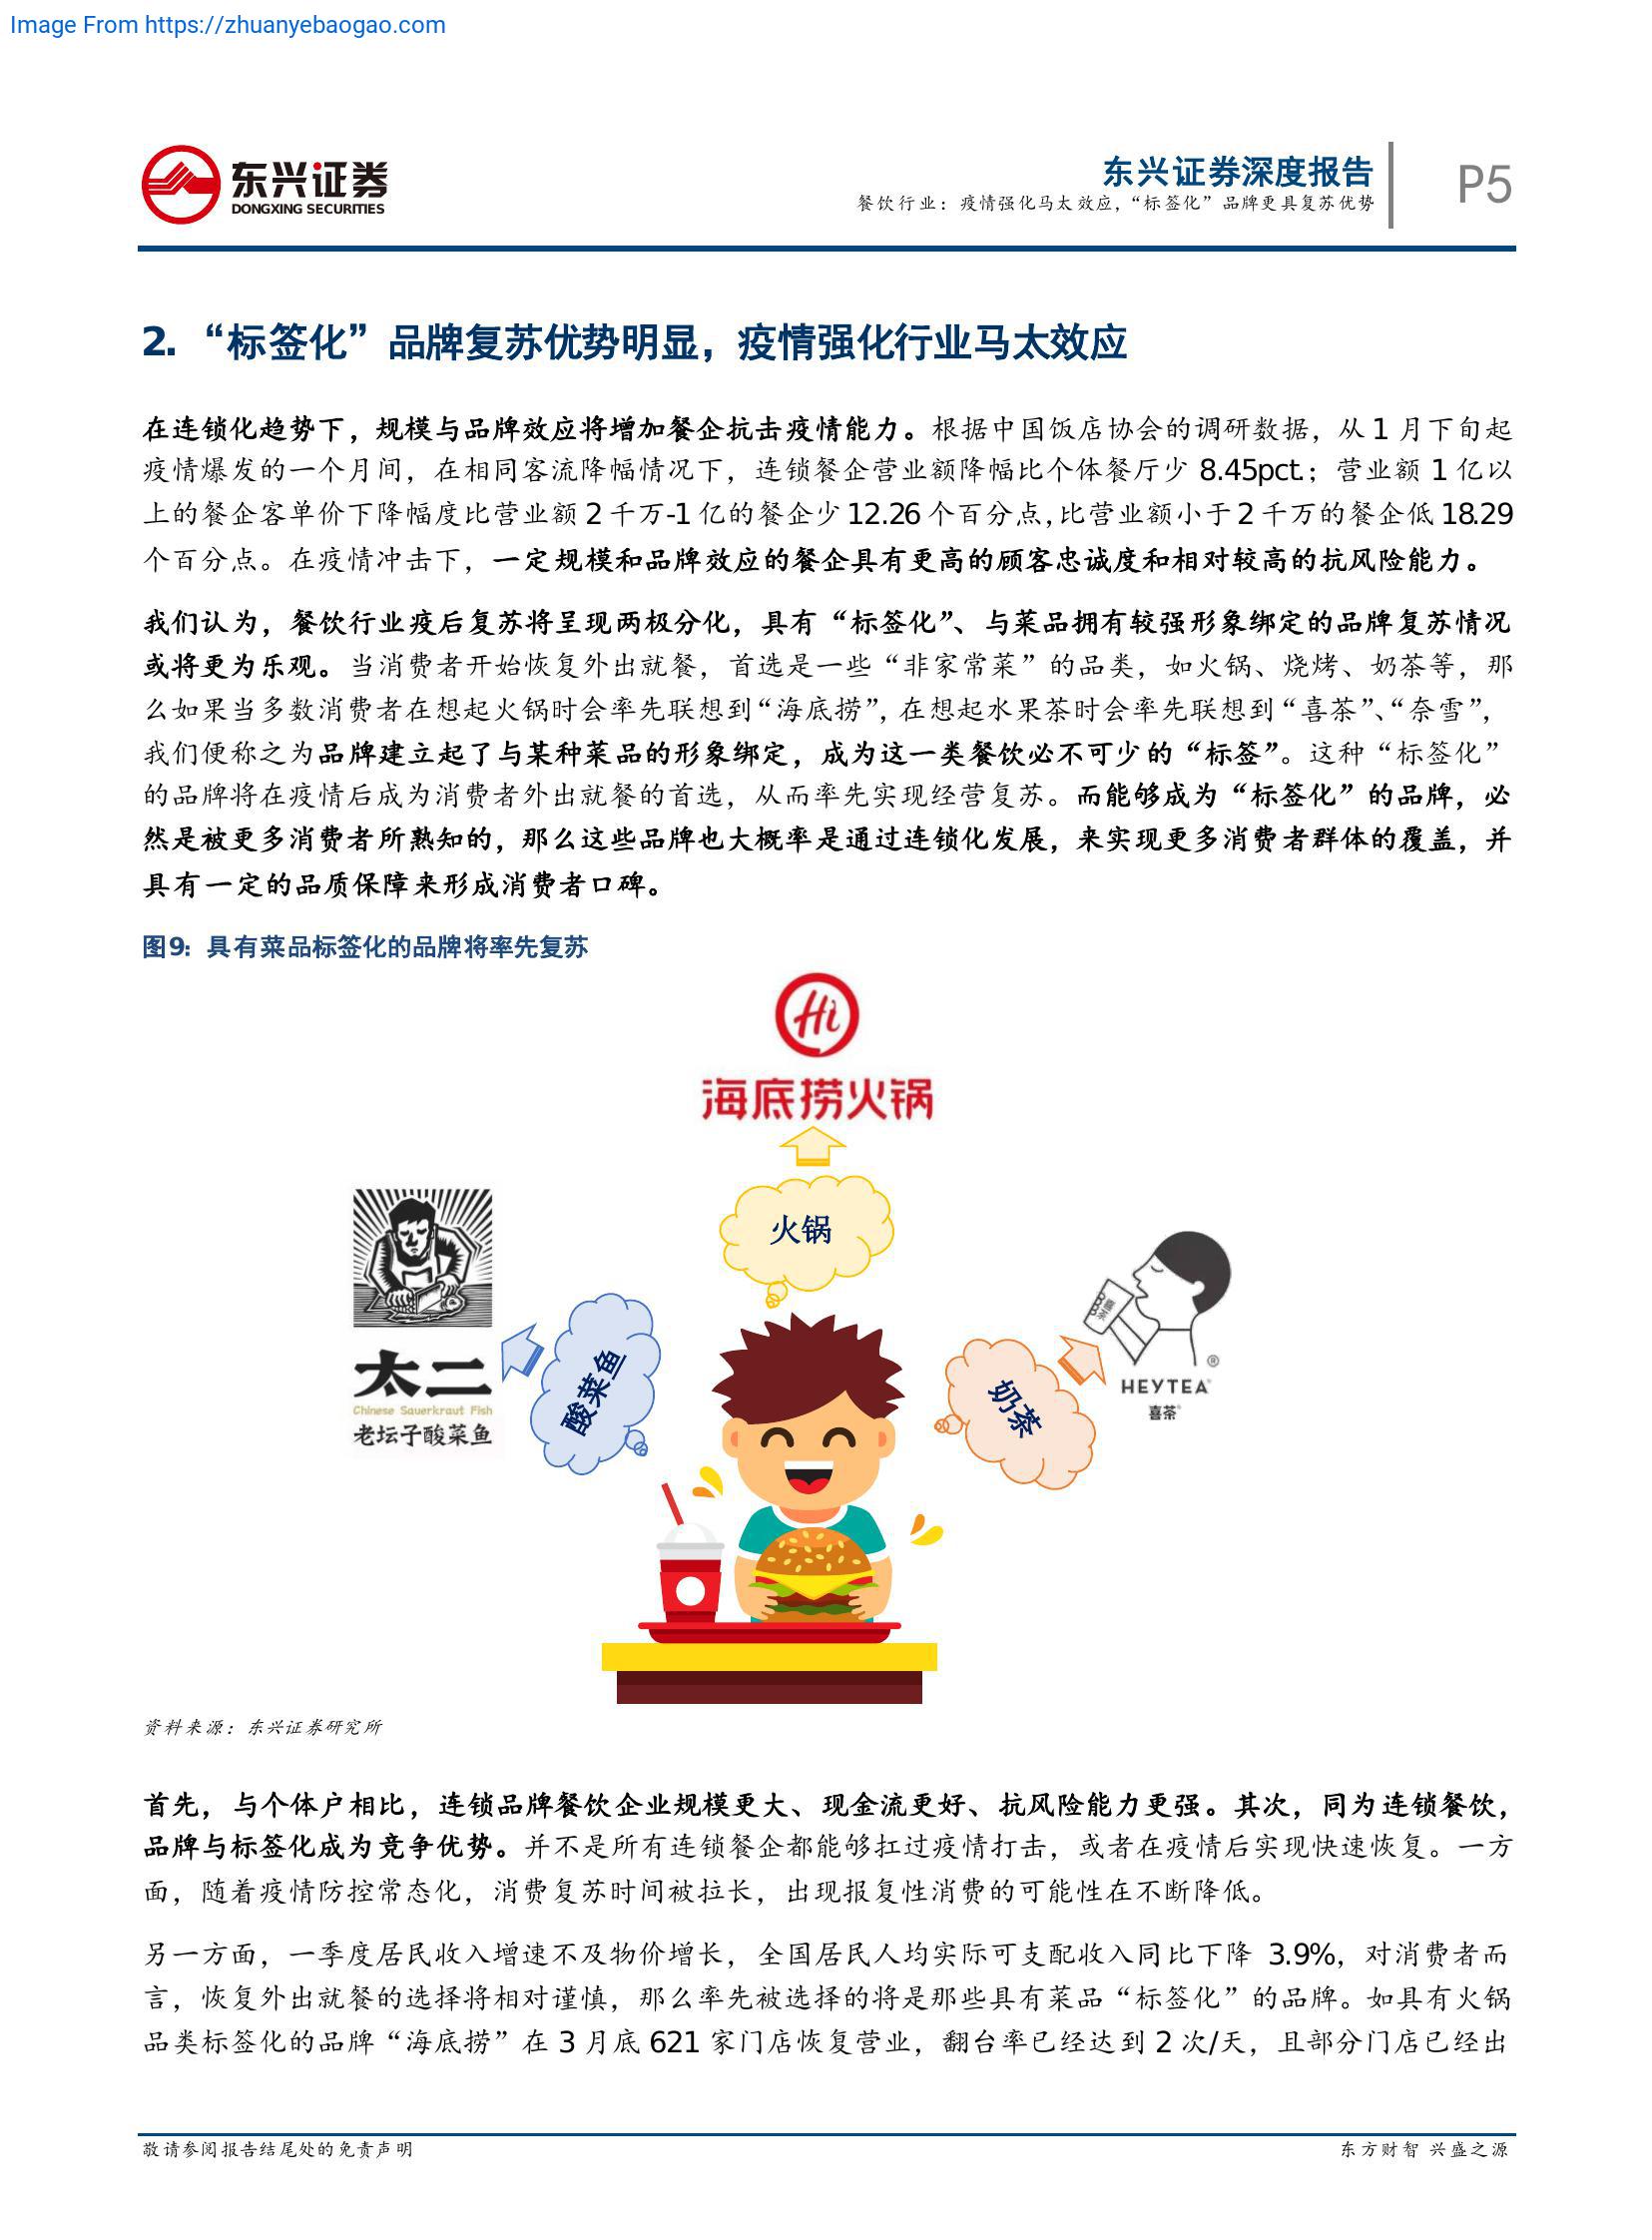 Image From https://zhuanyebaogao.com
东兴证券
DONGXING SECURITIES
东兴证券深度报告
餐饮行业：疫情强化马太效应，“标签化”品牌更具复苏优势
P5
2. “标签化”品牌复苏优势明显，疫情强化行业马太效应
在连锁化趋势下，规模与品牌效应将增加餐企抗击疫情能力。根据中国饭店协会的调研数据，从 1 月下旬起
疫情爆发的一个月间，在相同客流降幅情况下，连锁餐企营业额降幅比个体餐厅少 8.45pct.；营业额 1 亿以
上的餐企客单价下降幅度比营业额 2 千万-1 亿的餐企少 12.26 个百分点，比营业额小于 2 千万的餐企低 18.29
个百分点。在疫情冲击下，一定规模和品牌效应的餐企具有更高的顾客忠诚度和相对较高的抗风险能力。
我们认为，餐饮行业疫后复苏将呈现两极分化，具有“标签化”、与菜品拥有较强形象绑定的品牌复苏情况
或将更为乐观。当消费者开始恢复外出就餐，首选是一些“非家常菜”的品类，如火锅、烧烤、奶茶等，那
么如果当多数消费者在想起火锅时会率先联想到“海底捞”，在想起水果茶时会率先联想到“喜茶”、“奈雪”，
我们便称之为品牌建立起了与某种菜品的形象绑定，成为这一类餐饮必不可少的“标签”。这种“标签化”
的品牌将在疫情后成为消费者外出就餐的首选，从而率先实现经营复苏。而能够成为“标签化”的品牌，必
然是被更多消费者所熟知的，那么这些品牌也大概率是通过连锁化发展，来实现更多消费者群体的覆盖，并
具有一定的品质保障来形成消费者口碑。
图9：具有菜品标签化的品牌将率先复苏
Hi
海底捞火锅
火锅
太二
Chinese Sauerkraut Fish
老坛子酸菜鱼
酸菜鱼
奶茶
喜茶
HEYTEA
喜茶
资料来源：东兴证券研究所
首先，与个体户相比，连锁品牌餐饮企业规模更大、现金流更好、抗风险能力更强。其次，同为连锁餐饮，
品牌与标签化成为竞争优势。并不是所有连锁餐企都能够扛过疫情打击，或者在疫情后实现快速恢复。一方
面，随着疫情防控常态化，消费复苏时间被拉长，出现报复性消费的可能性在不断降低。
另一方面，一季度居民收入增速不及物价增长，全国居民人均实际可支配收入同比下降 3.9%，对消费者而
言，恢复外出就餐的选择将相对谨慎，那么率先被选择的将是那些具有菜品“标签化”的品牌。如具有火锅
品类标签化的品牌“海底捞”在 3 月底 621 家门店恢复营业，翻台率已经达到 2 次/天，且部分门店已经出
敬请参阅报告结尾处的免责声明
东方财智 兴盛之源